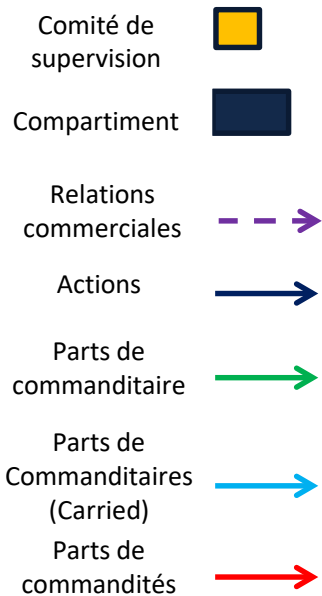 Comité de
supervision
Compartiment
Relations
commerciales
Actions
Parts de
commanditaire
Parts de
Commanditaires
(Carried)
Parts de
commandités